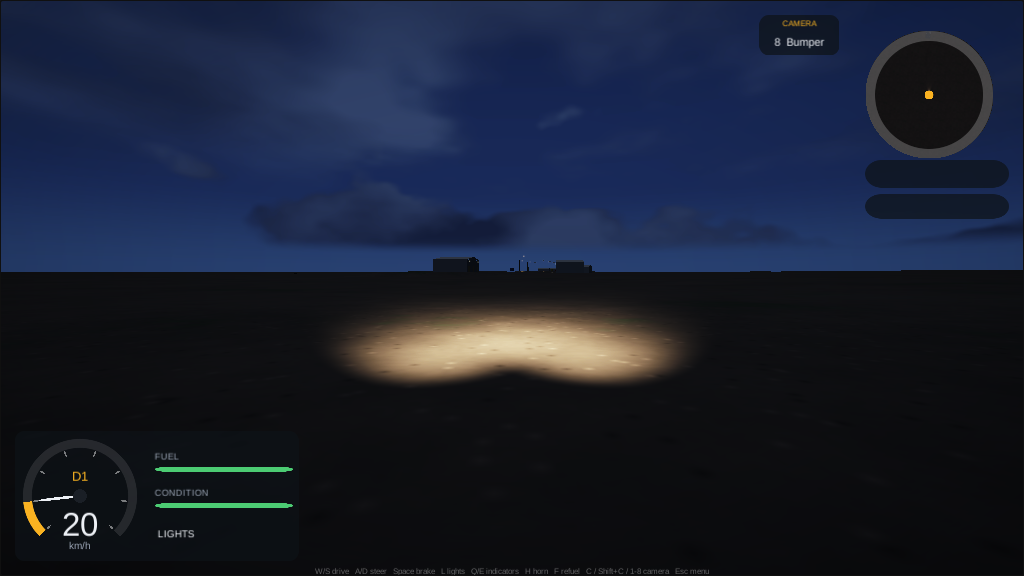 CAMERA
8 Bumper
D1
20
km/h
FUEL
CONDITION
LIGHTS
W/S drive A/D steer Space brake L lights Q/E indicators H horn F refuel C / Shift+C / 1-8 camera Esc menu